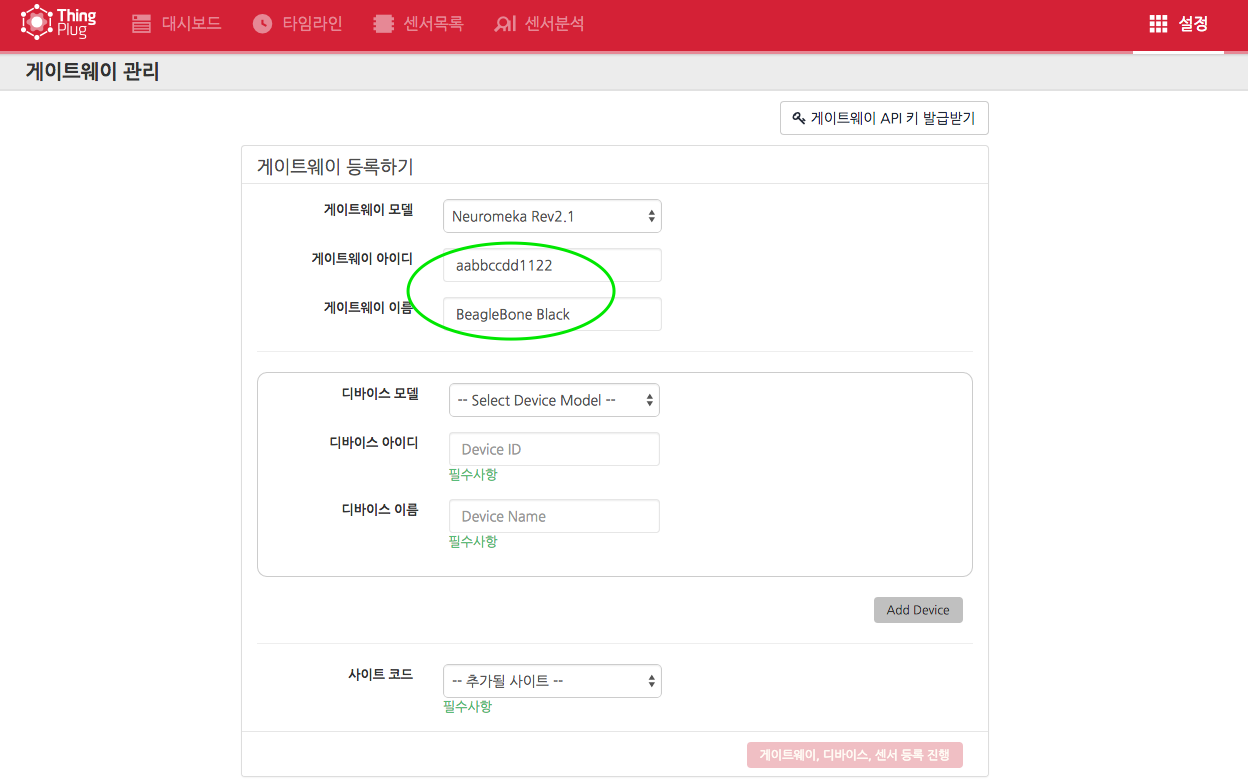 Thing
Plug
대시보드
타임라인
센서목록
센서분석
설정
게이트웨이 관리
게이트웨이 API 키 발급받기
게이트웨이 등록하기
게이트웨이 모델
Neuromeka Rev2.1
게이트웨이 아이디
aabbccdd1122
게이트웨이 이름
BeagleBone Black
디바이스 모델
-- Select Device Model --
디바이스 아이디
Device ID
필수사항
디바이스 이름
Device Name
필수사항
Add Device
사이트 코드
-- 추가될 사이트 --
필수사항
게이트웨이, 디바이스, 센서 등록 진행